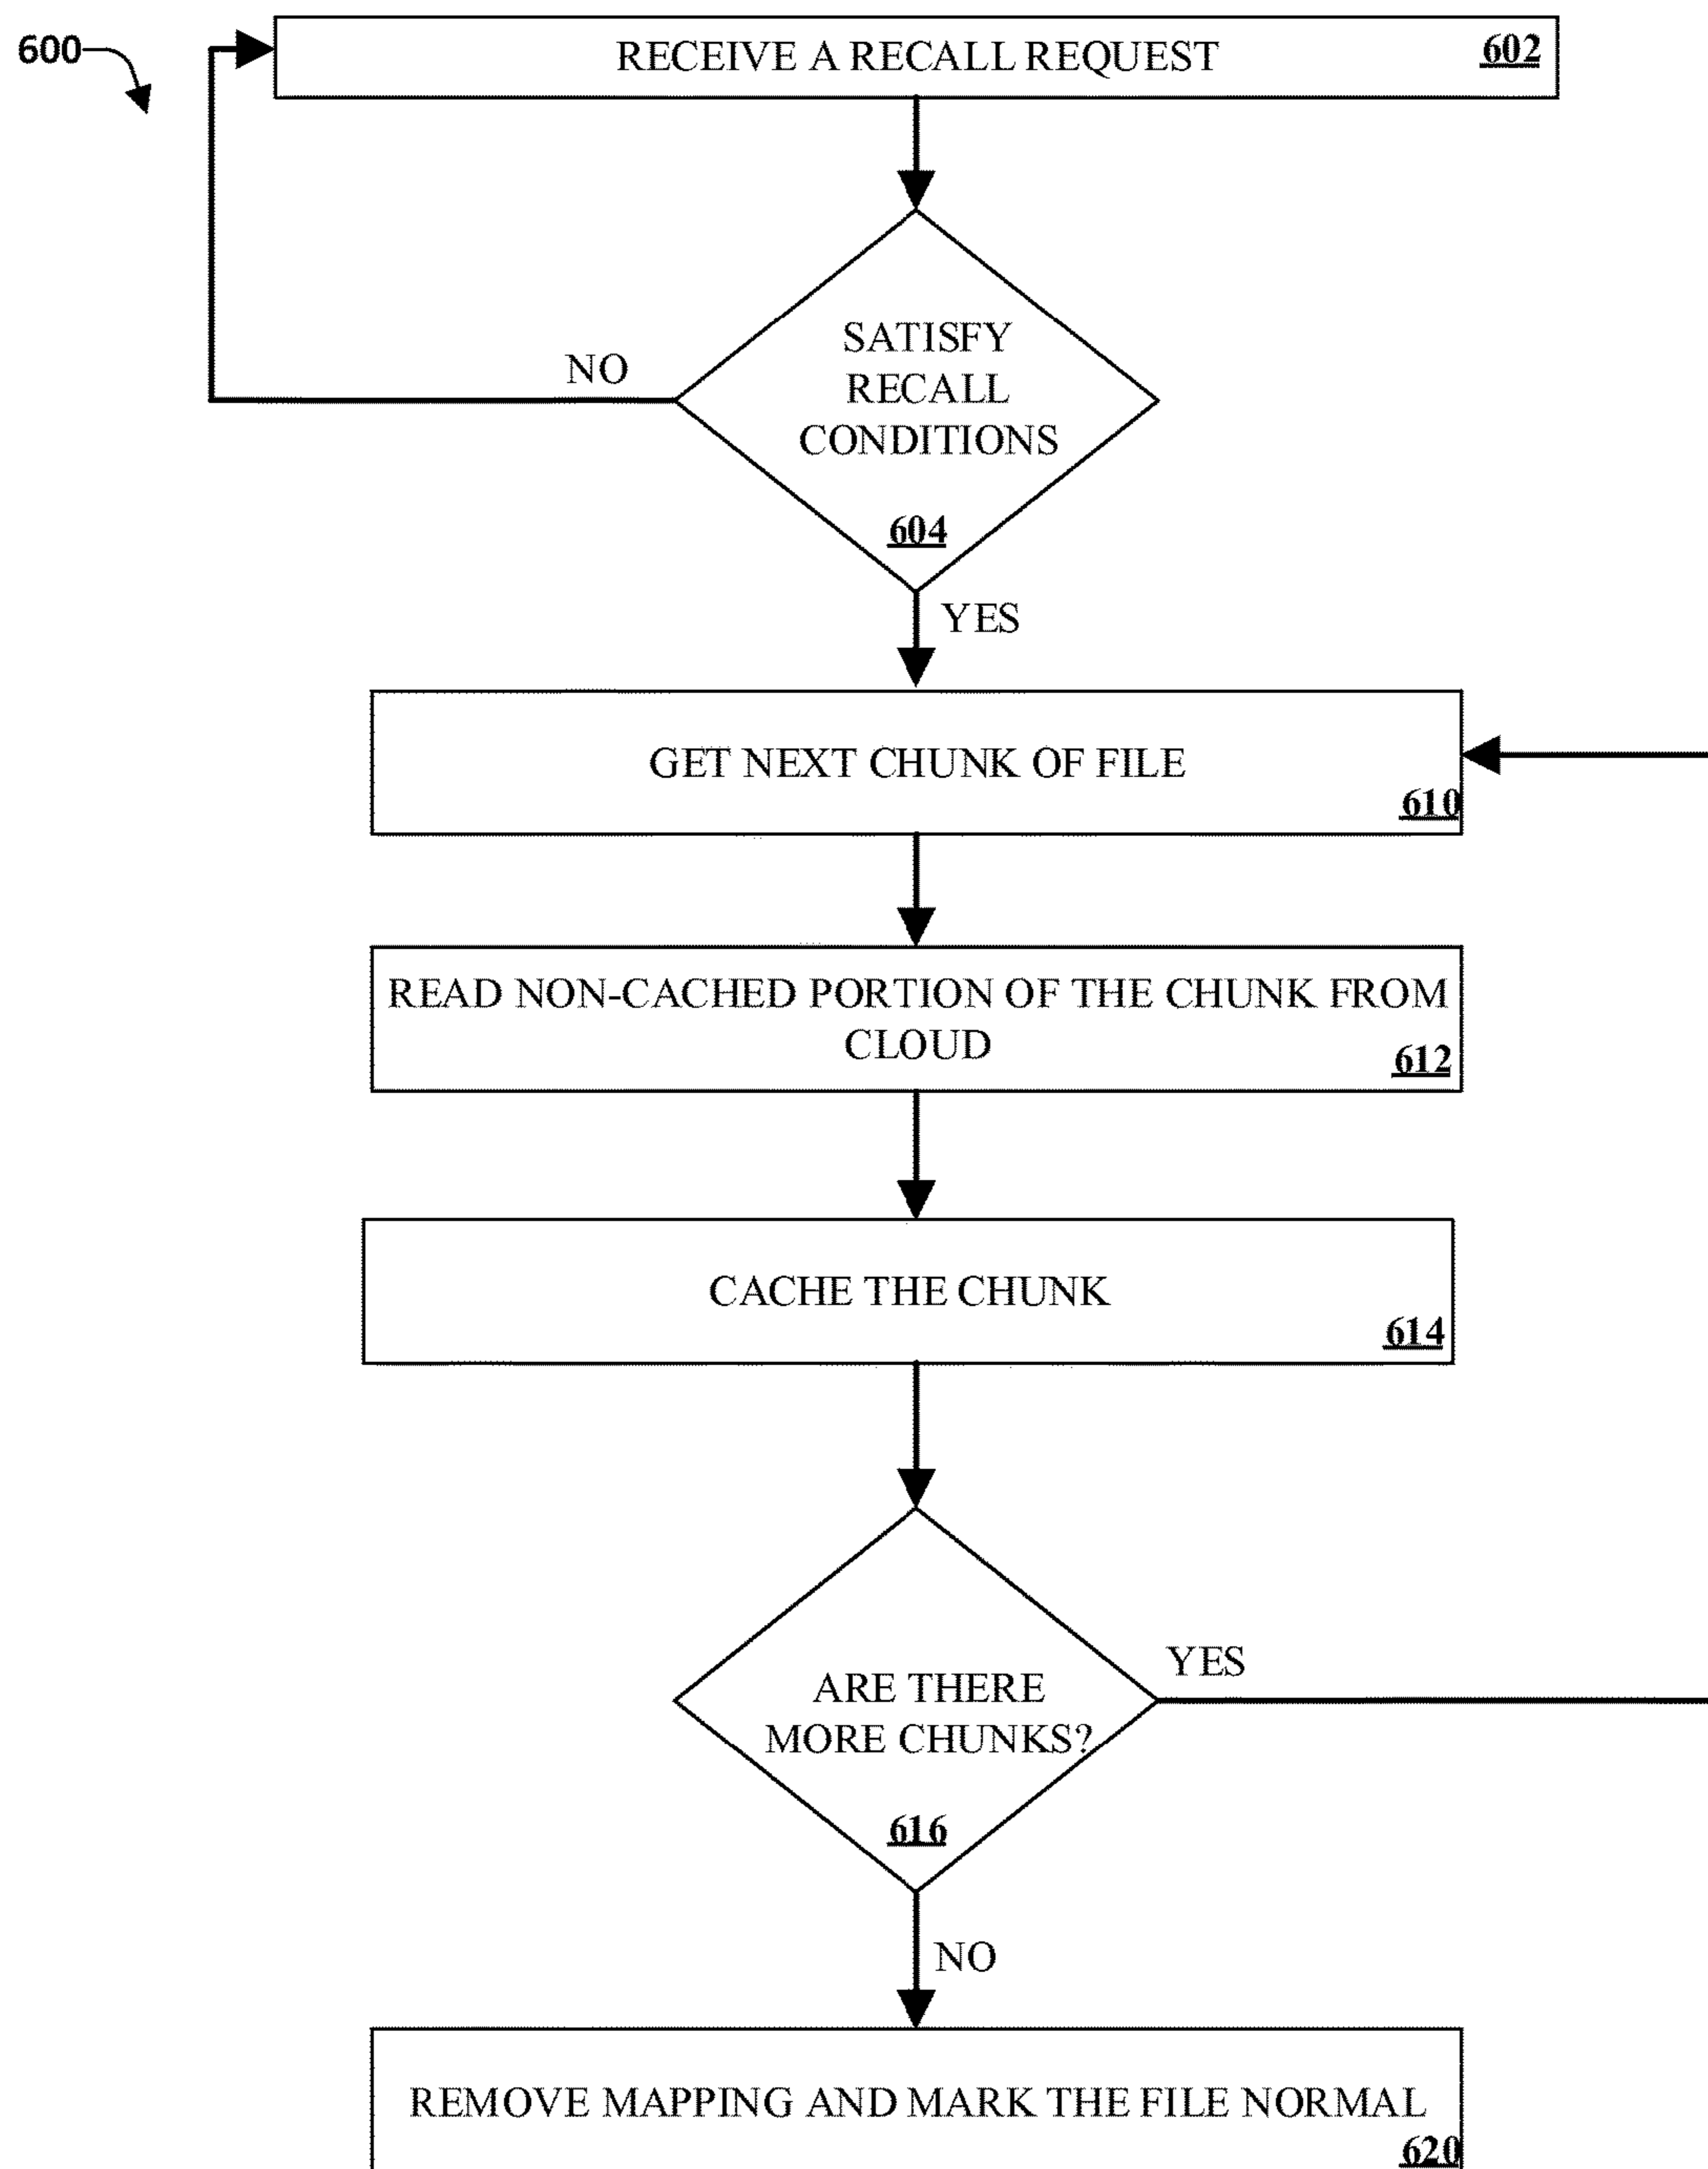 600
RECEIVE A RECALL REQUEST
602
SATISFY
RECALL
CONDITIONS
604
NO
YES
GET NEXT CHUNK OF FILE
610
READ NON-CACHED PORTION OF THE CHUNK FROM
CLOUD
612
CACHE THE CHUNK
614
ARE THERE
MORE CHUNKS?
616
YES
NO
REMOVE MAPPING AND MARK THE FILE NORMAL
620